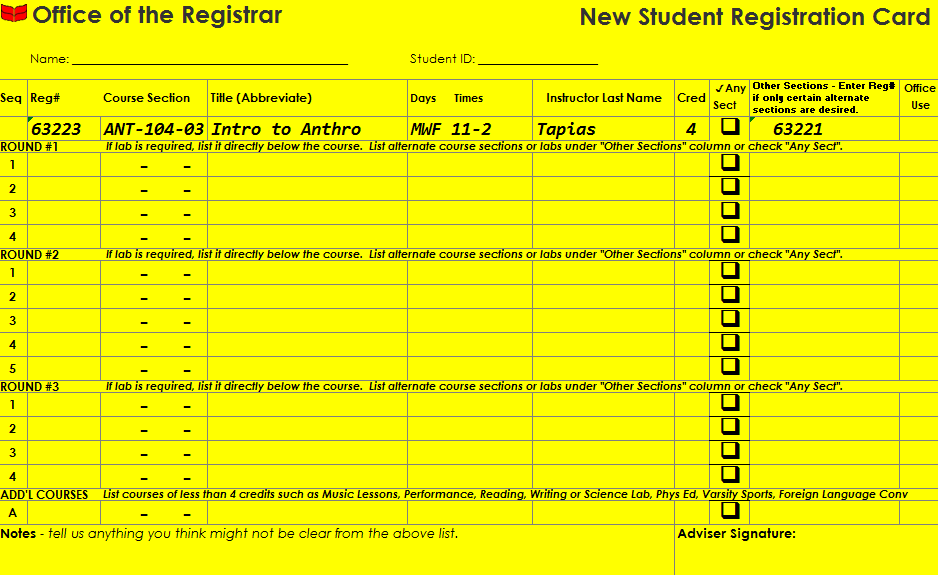 Office of the Registrar New Student Registration Card
Name: ______________________________ Student ID: ______________
Seq Reg# Course Section Title (Abbreviate) Days Times Instructor Last Name Cred ✓Any Sect Other Sections - Enter Reg# if only certain alternate sections are desired. Office Use
63223 ANT-104-03 Intro to Anthro MWF 11-2 Tapias 4 ❑ 63221
ROUND #1 If lab is required, list it directly below the course. List alternate course sections or labs under "Other Sections" column or check "Any Sect".
1 – – ❑
2 – – ❑
3 – – ❑
4 – – ❑
ROUND #2 If lab is required, list it directly below the course. List alternate course sections or labs under "Other Sections" column or check "Any Sect".
1 – – ❑
2 – – ❑
3 – – ❑
4 – – ❑
5 – – ❑
ROUND #3 If lab is required, list it directly below the course. List alternate course sections or labs under "Other Sections" column or check "Any Sect".
1 – – ❑
2 – – ❑
3 – – ❑
4 – – ❑
ADD'L COURSES List courses of less than 4 credits such as Music Lessons, Performance, Reading, Writing or Science Lab, Phys Ed, Varsity Sports, Foreign Language Conv
A – – ❑
Notes - tell us anything you think might not be clear from the above list. Adviser Signature: